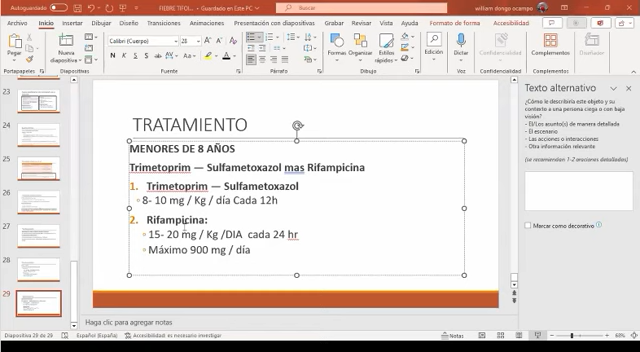 Autoguardado
FIEBRE TIFOI... • Guardado en Este PC
Buscar
william dongo ocampo
Archivo Inicio Insertar Dibujar Diseño Transiciones Animaciones Presentación con diapositivas Grabar Revisar Vista Ayuda Formato de forma Accesibilidad
Pegar
Nueva diapositiva
Calibri (Cuerpo) 28
Formas Organizar Estilos rápidos
Edición
Dictar
Confidencialidad
Complementos
Portapapeles
Diapositivas
Fuente
Párrafo
Dibujo
Voz
Confidencialidad
Complementos
23
24
25
26
27
28
29
TRATAMIENTO
MENORES DE 8 AÑOS
Trimetoprim — Sulfametoxazol mas Rifampicina
1. Trimetoprim — Sulfametoxazol
8- 10 mg / Kg / día Cada 12h
2. Rifampicina:
15- 20 mg / Kg /DIA cada 24 hr
Máximo 900 mg / día
Texto alternativo
¿Cómo le describiría este objeto y su contexto a una persona ciega o con baja visión?
- El/Los asunto(s) de manera detallada
- El escenario
- Las acciones o interacciones
- Otra información relevante
(se recomiendan 1-2 oraciones detalladas)
Marcar como decorativo
Haga clic para agregar notas
Diapositiva 29 de 29
Español (España)
Accesibilidad: es necesario investigar
Notas
69%